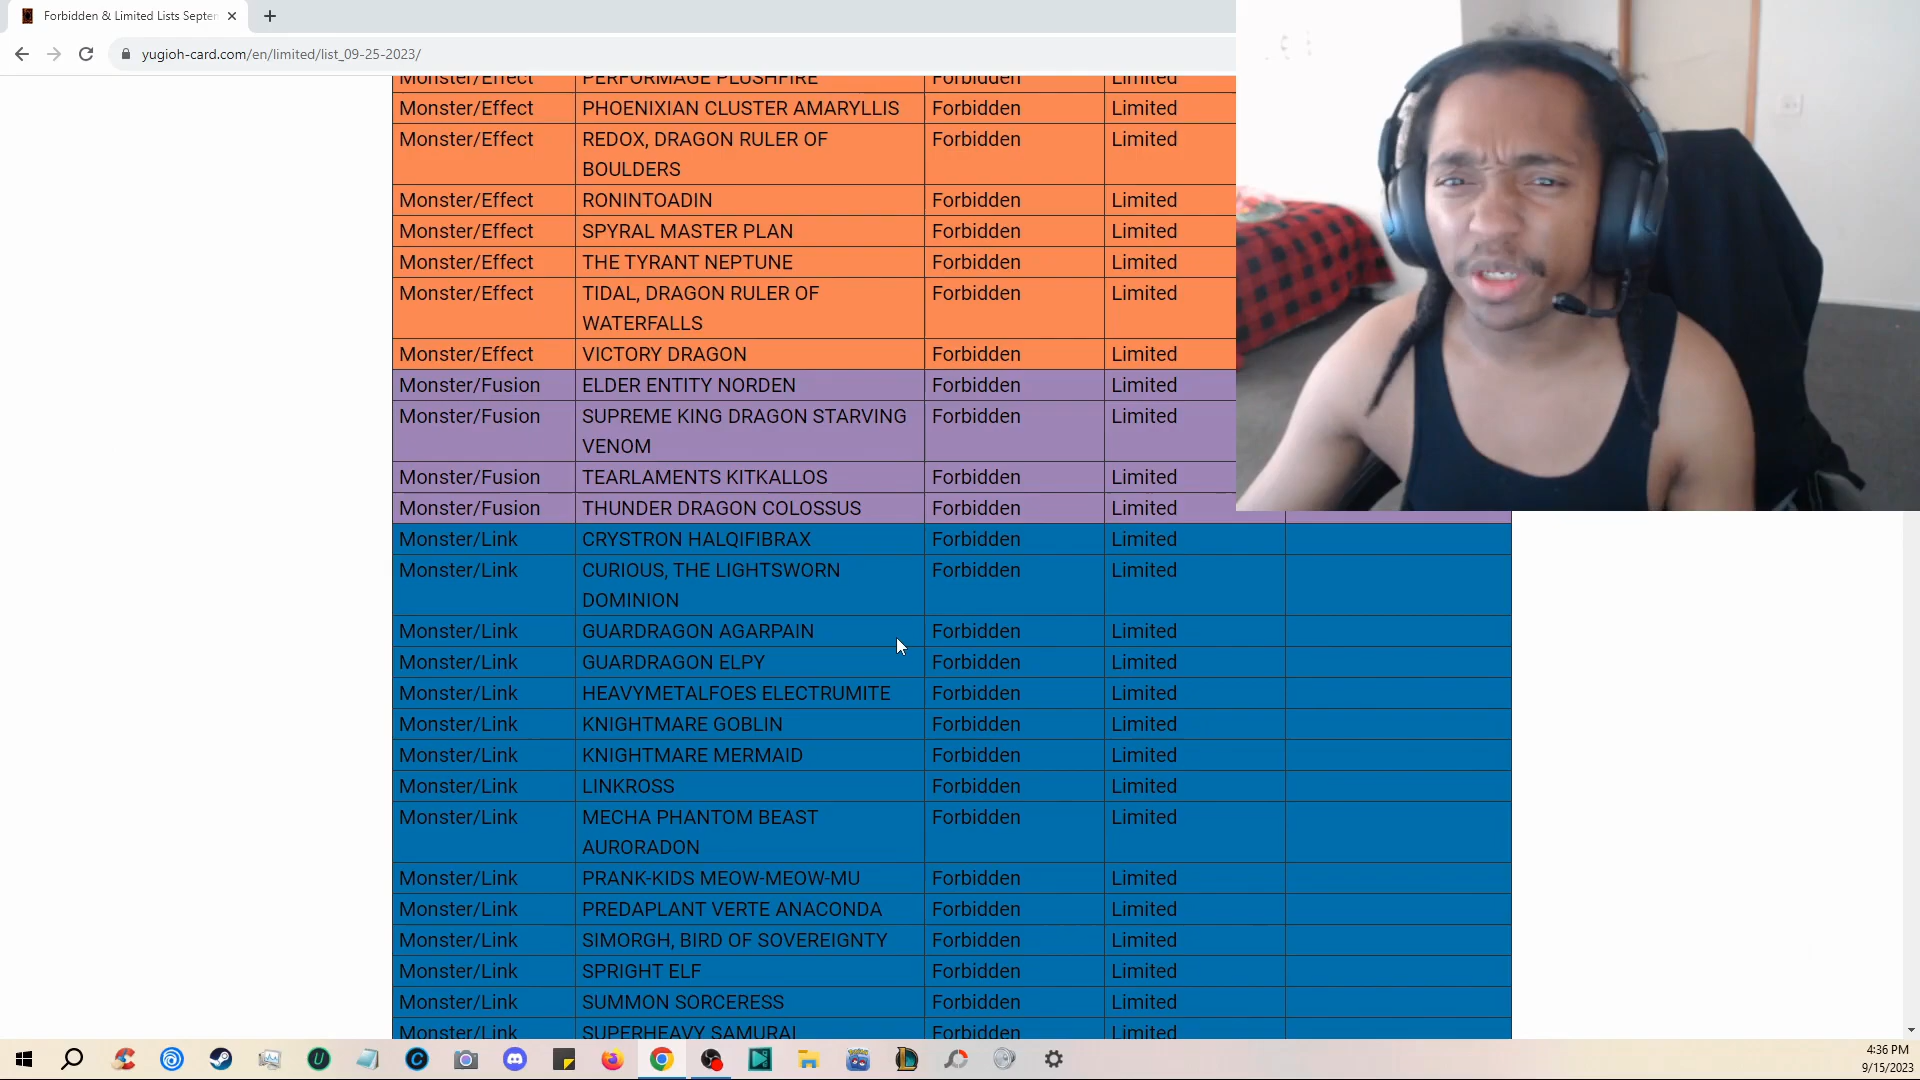 Forbidden & Limited Lists Septem
yugioh-card.com/en/limited/list_09-25-2023/
Monster/Effect PERFORMAGE PLUSHFIRE Forbidden Limited
Monster/Effect PHOENIXIAN CLUSTER AMARYLLIS Forbidden Limited
Monster/Effect REDOX, DRAGON RULER OF Forbidden Limited
BOULDERS
Monster/Effect RONINTOADIN Forbidden Limited
Monster/Effect SPYRAL MASTER PLAN Forbidden Limited
Monster/Effect THE TYRANT NEPTUNE Forbidden Limited
Monster/Effect TIDAL, DRAGON RULER OF Forbidden Limited
WATERFALLS
Monster/Effect VICTORY DRAGON Forbidden Limited
Monster/Fusion ELDER ENTITY NORDEN Forbidden Limited
Monster/Fusion SUPREME KING DRAGON STARVING Forbidden Limited
VENOM
Monster/Fusion TEARLAMENTS KITKALLOS Forbidden Limited
Monster/Fusion THUNDER DRAGON COLOSSUS Forbidden Limited
Monster/Link CRYSTRON HALQIFIBRAX Forbidden Limited
Monster/Link CURIOUS, THE LIGHTSWORN Forbidden Limited
DOMINION
Monster/Link GUARDRAGON AGARPAIN Forbidden Limited
Monster/Link GUARDRAGON ELPY Forbidden Limited
Monster/Link HEAVYMETALFOES ELECTRUMITE Forbidden Limited
Monster/Link KNIGHTMARE GOBLIN Forbidden Limited
Monster/Link KNIGHTMARE MERMAID Forbidden Limited
Monster/Link LINKROSS Forbidden Limited
Monster/Link MECHA PHANTOM BEAST Forbidden Limited
AURORADON
Monster/Link PRANK-KIDS MEOW-MEOW-MU Forbidden Limited
Monster/Link PREDAPLANT VERTE ANACONDA Forbidden Limited
Monster/Link SIMORGH, BIRD OF SOVEREIGNTY Forbidden Limited
Monster/Link SPRIGHT ELF Forbidden Limited
Monster/Link SUMMON SORCERESS Forbidden Limited
Monster/Link SUPERHEAVY SAMURAI Forbidden Limited
4:36 PM
9/15/2023